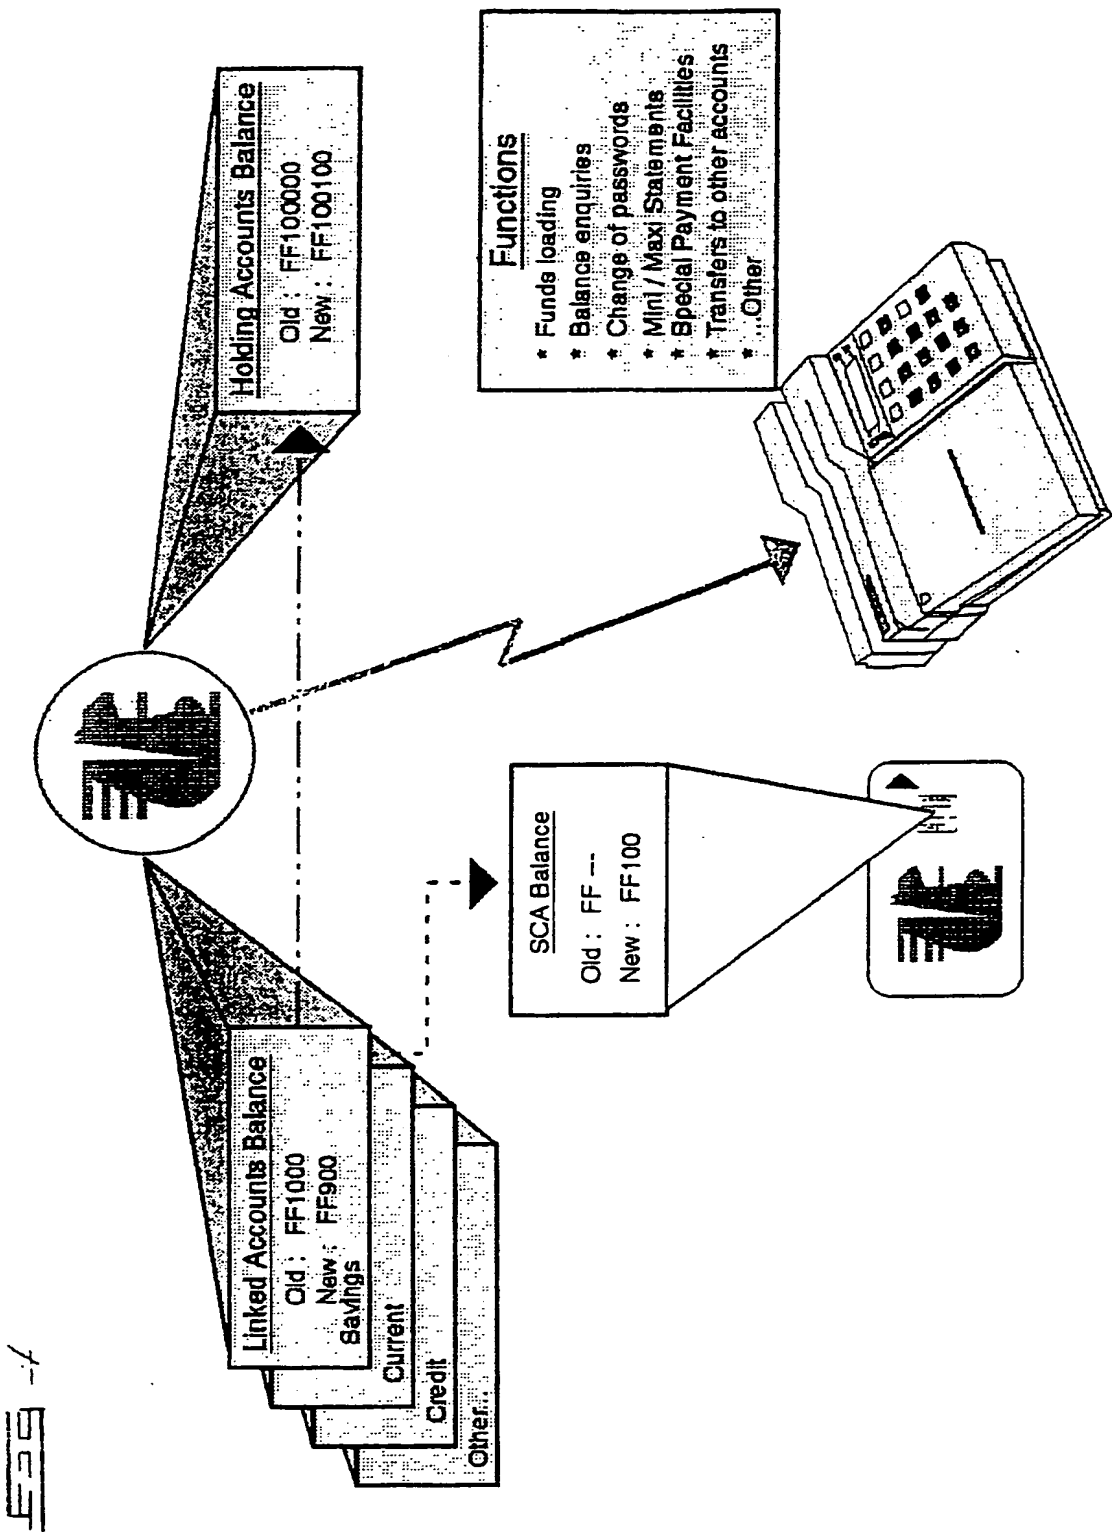 Linked Accounts Balance
Old : FF1000
New : FF900
Savings
Current
Credit
Other...
Holding Accounts Balance
Old : FF100000
New : FF100100
SCA Balance
Old : FF --
New : FF100
Functions
* Funds loading
* Balance enquiries
* Change of passwords
* Mini / Maxi Statements
* Special Payment Facilities
* Transfers to other accounts
* ...Other